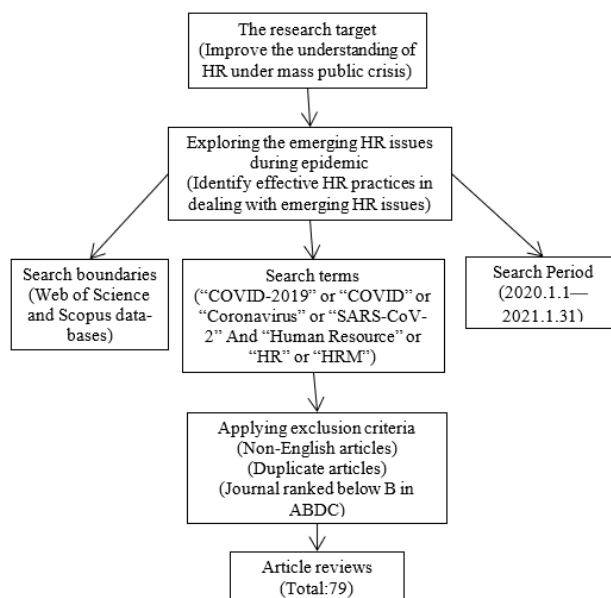 The research target
(Improve the understanding of
HR under mass public crisis)
Exploring the emerging HR issues
during epidemic
(Identify effective HR practices in
dealing with emerging HR issues)
Search boundaries
(Web of Science
and Scopus data-
bases)
Search terms
(“COVID-2019” or “COVID” or
“Coronavirus” or “SARS-CoV-
2” And “Human Resource” or
“HR” or “HRM”)
Search Period
(2020.1.1—
2021.1.31)
Applying exclusion criteria
(Non-English articles)
(Duplicate articles)
(Journal ranked below B in
ABDC)
Article reviews
(Total:79)